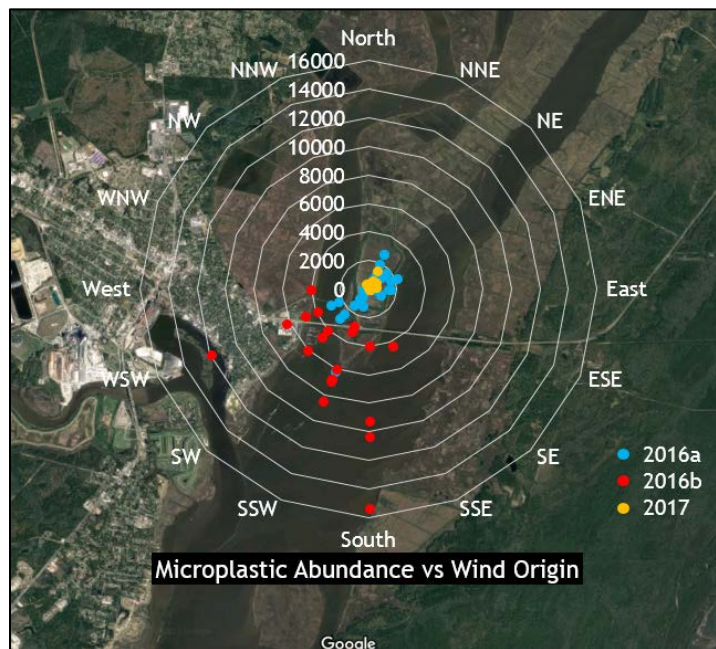 North
NNW
NNE
16000
14000
12000
10000
8000
6000
4000
2000
0
NW
NE
WNW
ENE
West
East
WSW
ESE
SW
SE
SSW
SSE
South
2016a
2016b
2017
Microplastic Abundance vs Wind Origin
Google